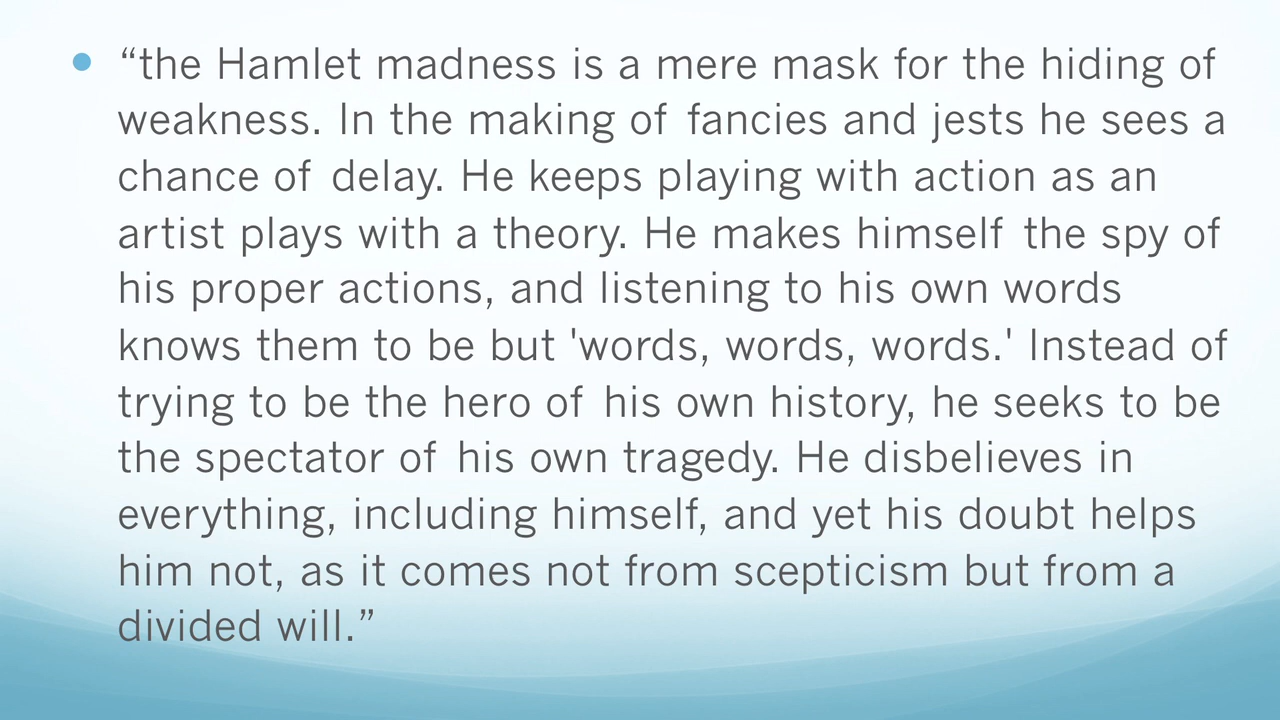 “the Hamlet madness is a mere mask for the hiding of
weakness. In the making of fancies and jests he sees a
chance of delay. He keeps playing with action as an
artist plays with a theory. He makes himself the spy of
his proper actions, and listening to his own words
knows them to be but 'words, words, words.' Instead of
trying to be the hero of his own history, he seeks to be
the spectator of his own tragedy. He disbelieves in
everything, including himself, and yet his doubt helps
him not, as it comes not from scepticism but from a
divided will.”